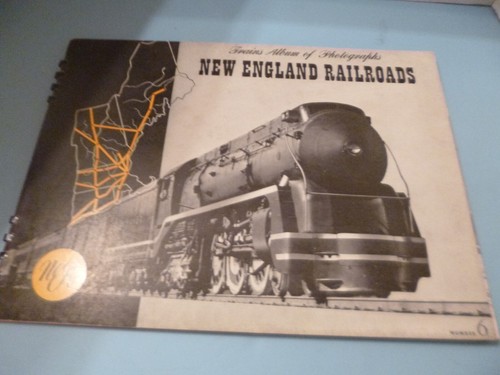 Trains Album of Photographs
NEW ENGLAND RAILROADS
NUMBER 6